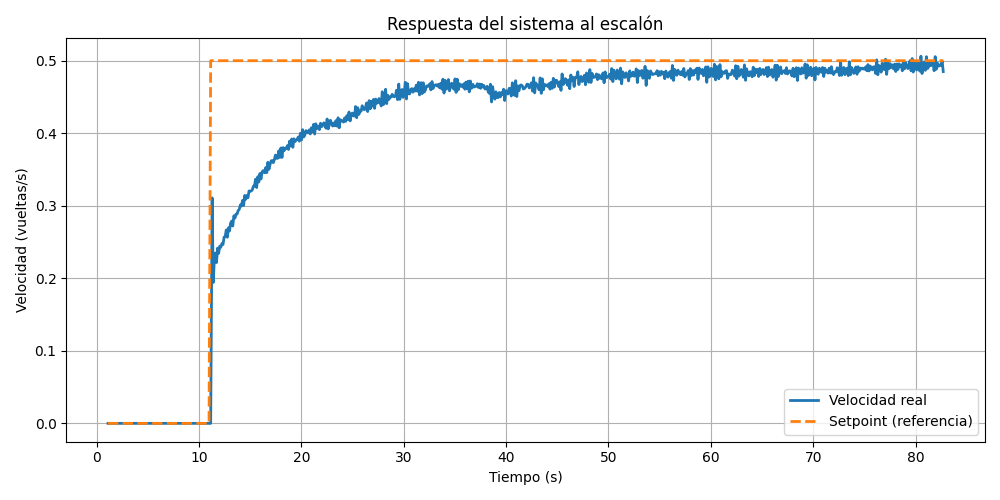 Respuesta del sistema al escalón
Velocidad (vueltas/s)
0.5
0.4
0.3
0.2
0.1
0.0
0 10 20 30 40 50 60 70 80
Tiempo (s)
Velocidad real
Setpoint (referencia)